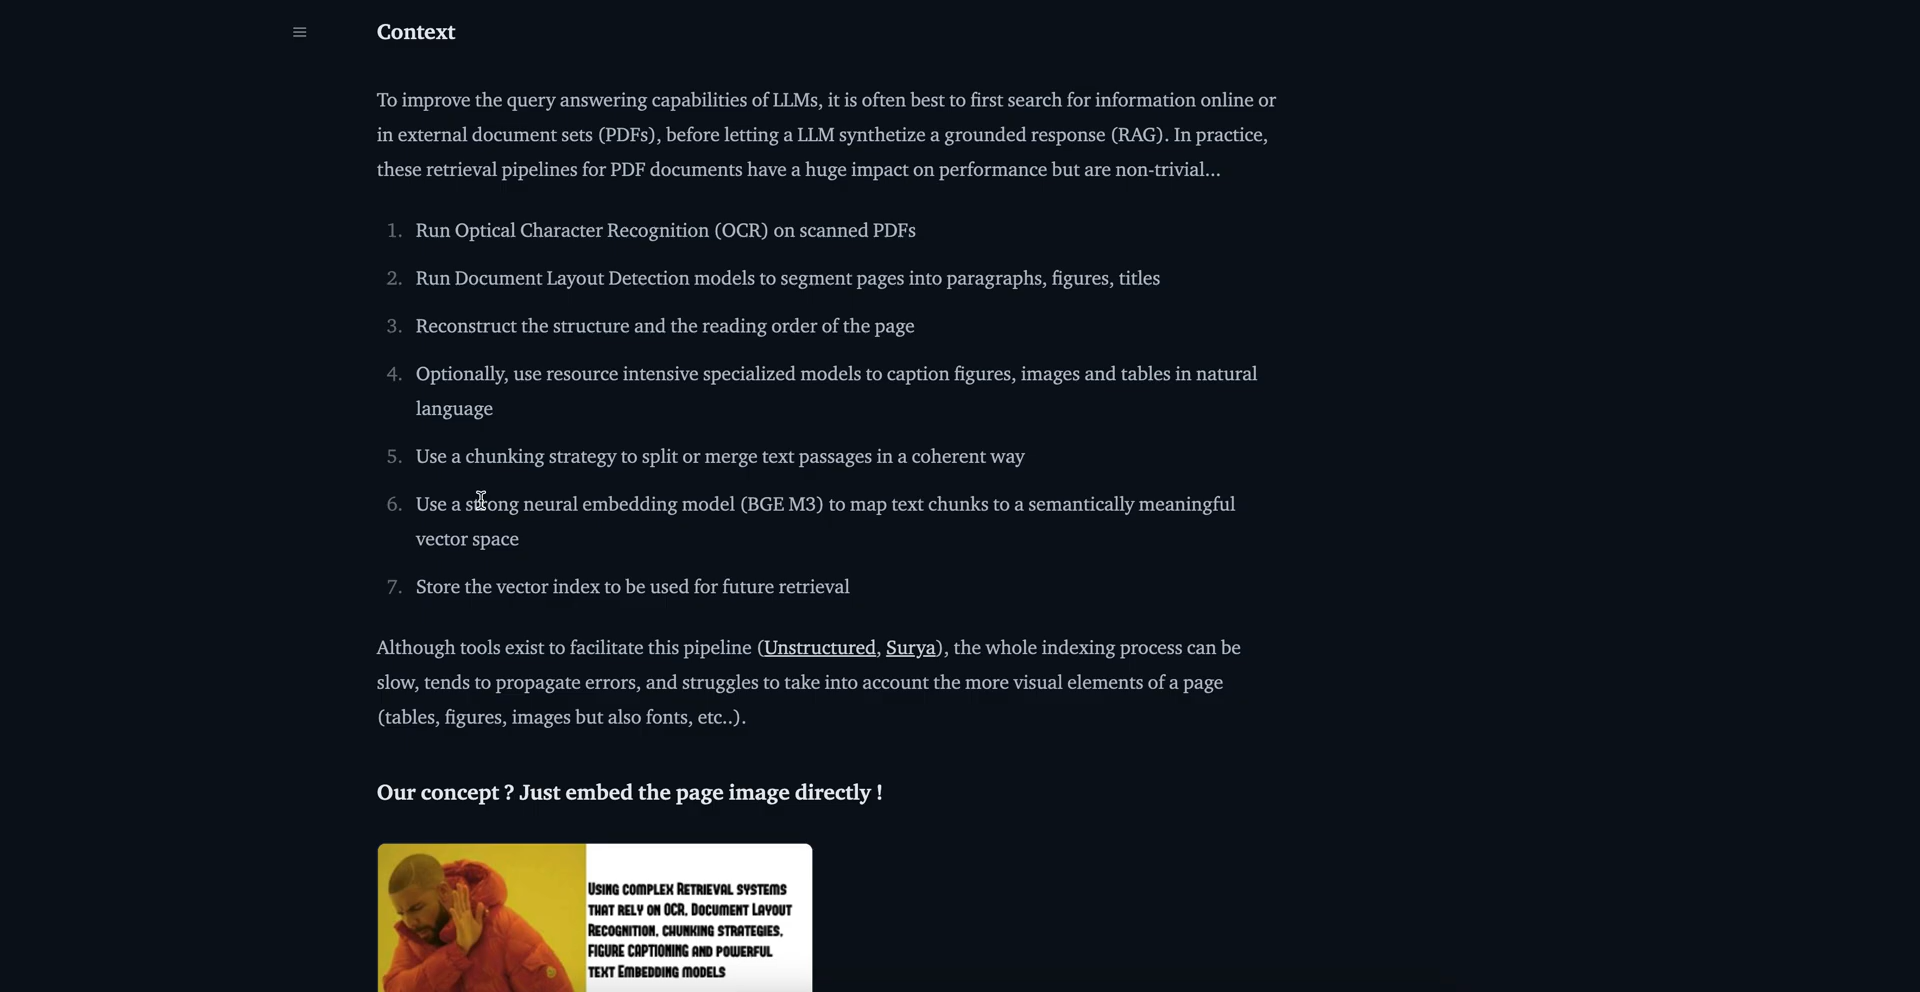 Context
To improve the query answering capabilities of LLMs, it is often best to first search for information online or
in external document sets (PDFs), before letting a LLM synthetize a grounded response (RAG). In practice,
these retrieval pipelines for PDF documents have a huge impact on performance but are non-trivial...
1. Run Optical Character Recognition (OCR) on scanned PDFs
2. Run Document Layout Detection models to segment pages into paragraphs, figures, titles
3. Reconstruct the structure and the reading order of the page
4. Optionally, use resource intensive specialized models to caption figures, images and tables in natural
language
5. Use a chunking strategy to split or merge text passages in a coherent way
6. Use a strong neural embedding model (BGE M3) to map text chunks to a semantically meaningful
vector space
7. Store the vector index to be used for future retrieval
Although tools exist to facilitate this pipeline (Unstructured, Surya), the whole indexing process can be
slow, tends to propagate errors, and struggles to take into account the more visual elements of a page
(tables, figures, images but also fonts, etc..).
Our concept ? Just embed the page image directly !
Using complex Retrieval systems
that rely on OCR, Document Layout
Recognition, chunking strategies,
figure captioning and powerful
text Embedding models